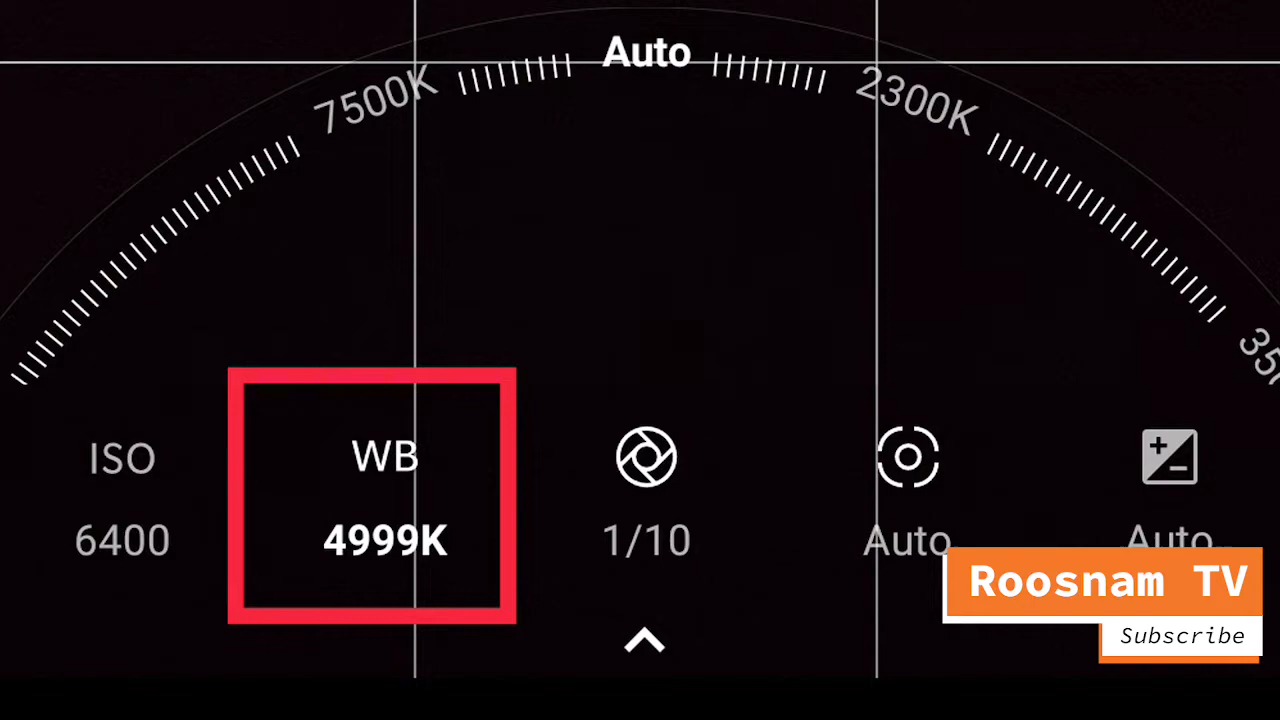 Auto
7500K
2300K
ISO
WB
6400
4999K
1/10
Auto
Auto
Roosnam TV
Subscribe